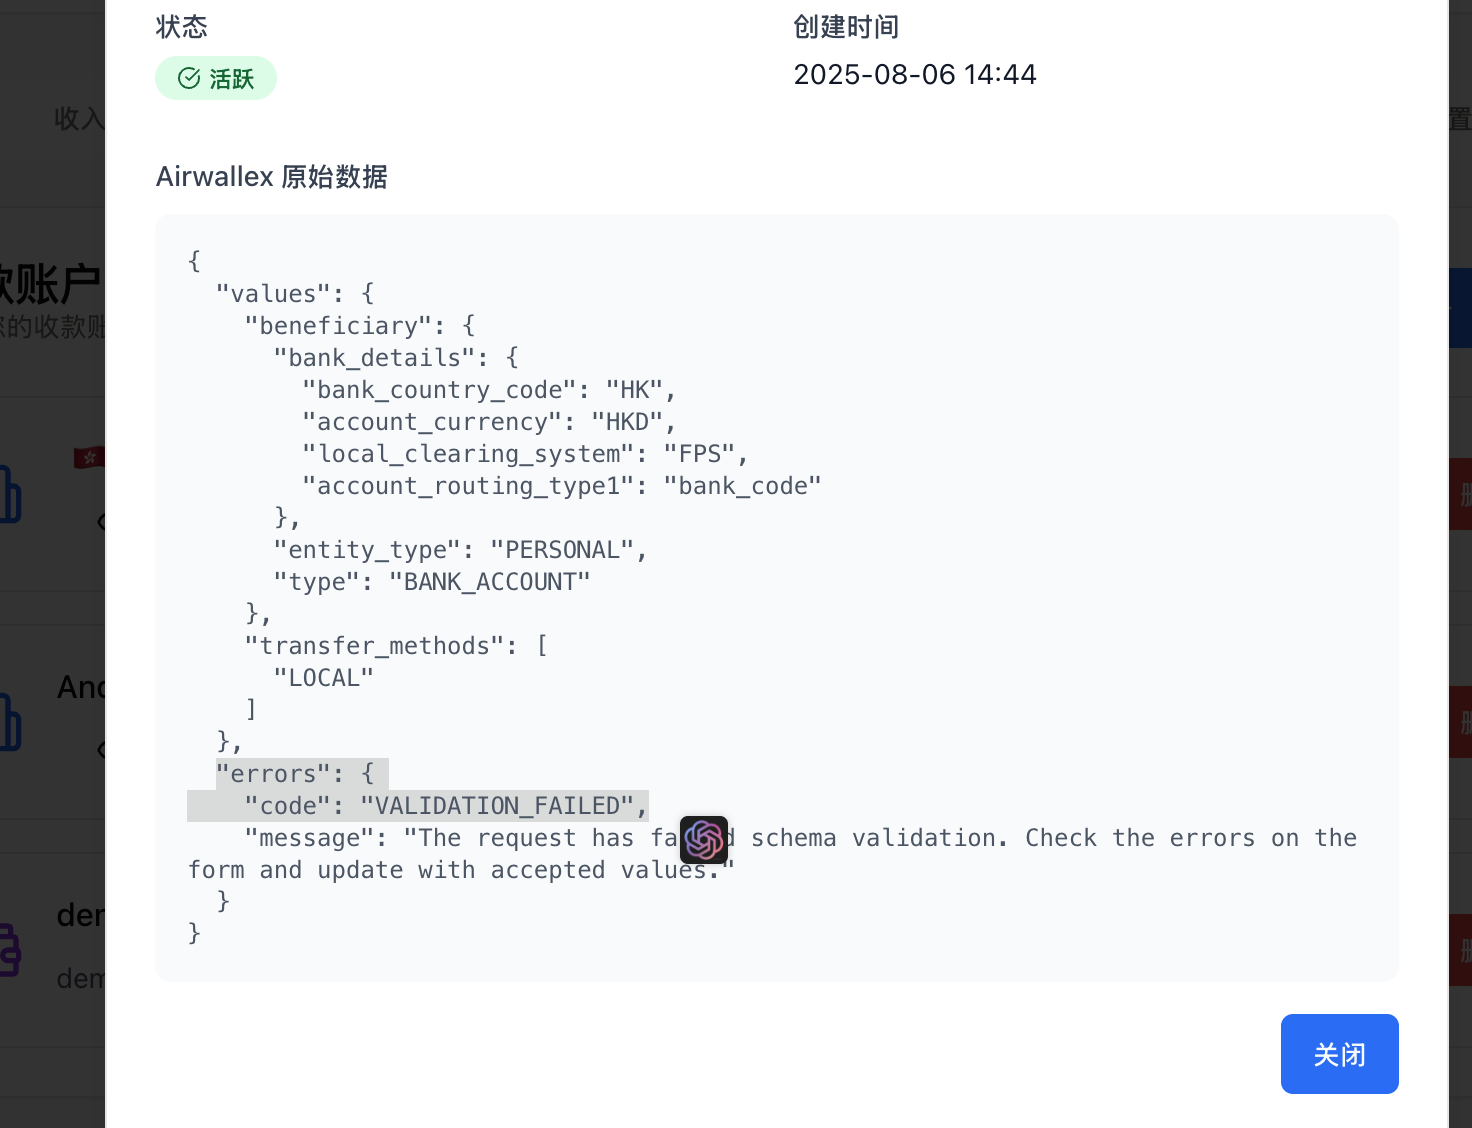 状态
创建时间
活跃
2025-08-06 14:44
收入
置
Airwallex 原始数据
{
"values": {
款账户
"beneficiary": {
您的收款账
"bank_details": {
"bank_country_code": "HK",
"account_currency": "HKD",
"local_clearing_system": "FPS",
"account_routing_type1": "bank_code"
},
"entity_type": "PERSONAL",
"type": "BANK_ACCOUNT"
},
"transfer_methods": [
"LOCAL"
And
]
},
"errors": {
"code": "VALIDATION_FAILED",
"message": "The request has fa d schema validation. Check the errors on the
form and update with accepted values."
}
dem
}
dem
关闭